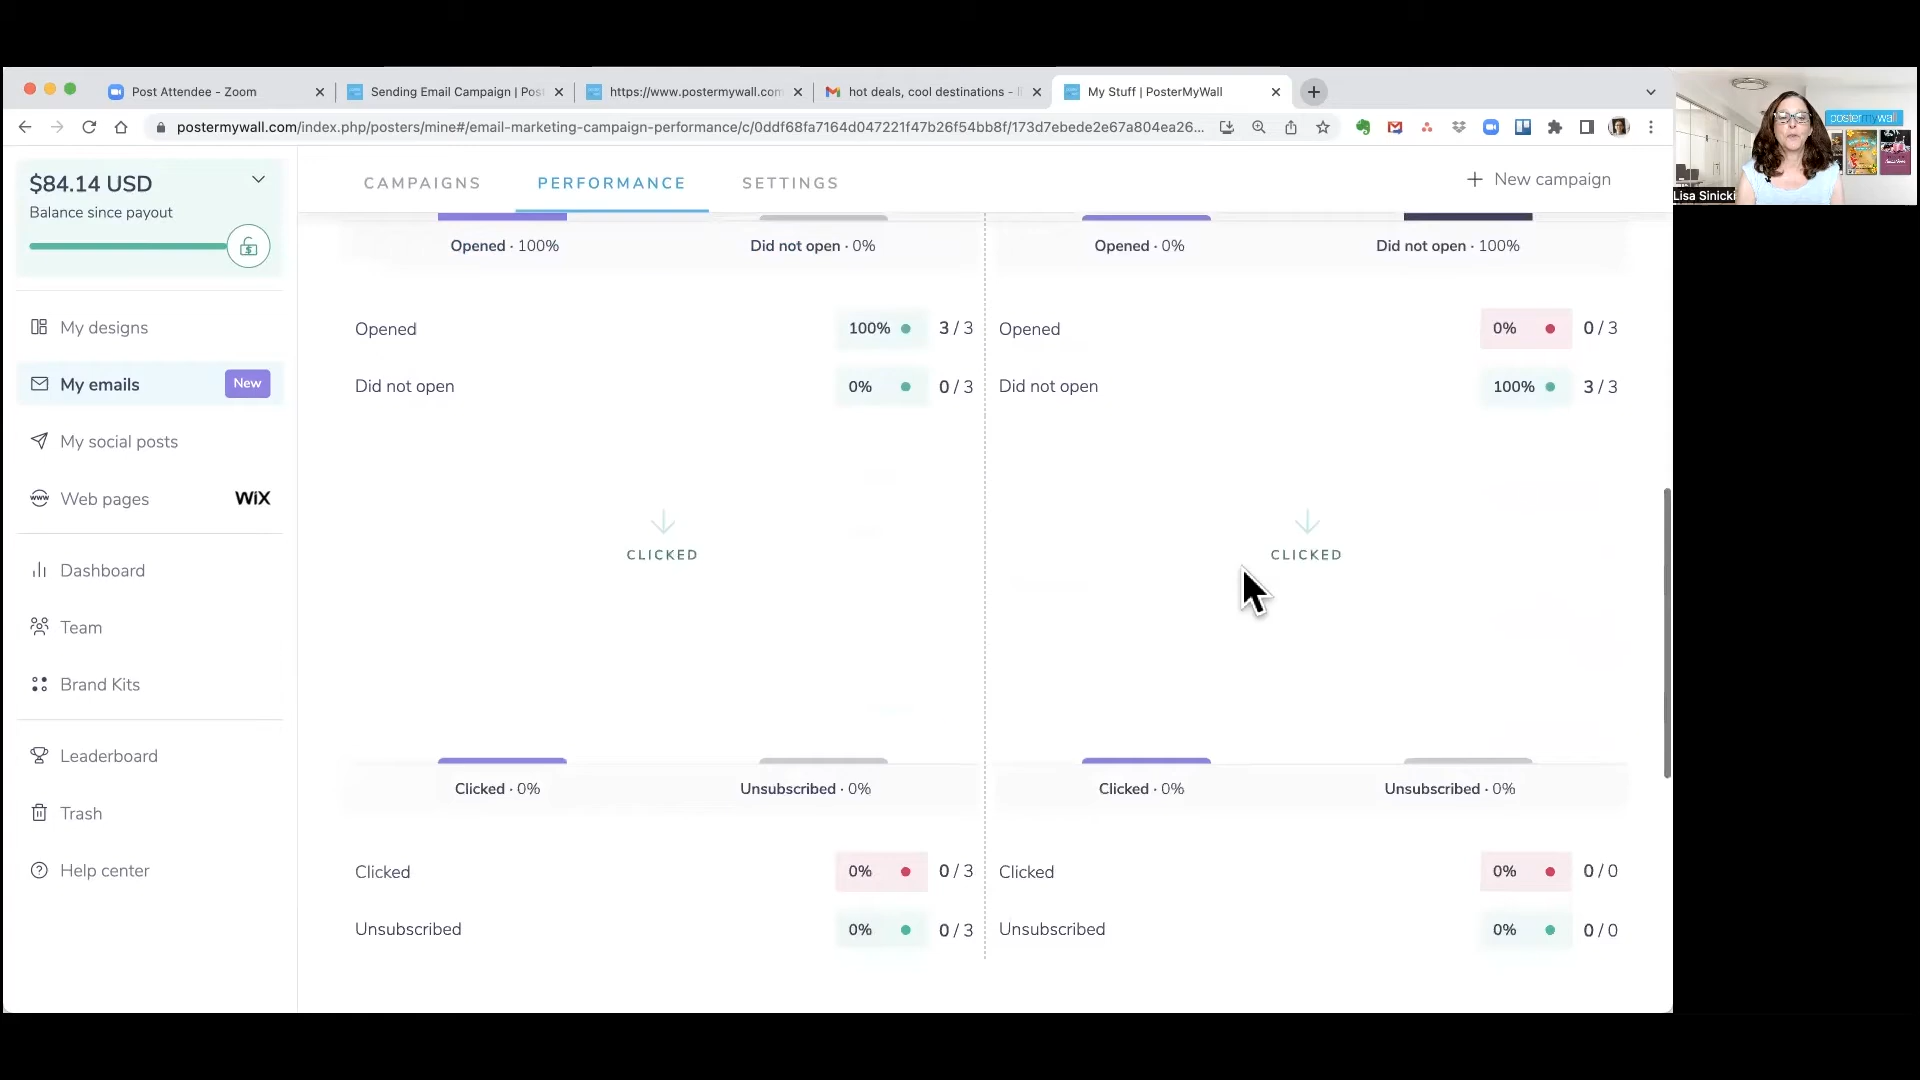 Post Attendee - Zoom
Sending Email Campaign | Pos
https://www.postermywall.com
hot deals, cool destinations -
My Stuff | PosterMyWall
postermywall.com/index.php/posters/mine#/email-marketing-campaign-performance/c/0ddf68fa7164d047221f47b26f54bb8f/173d7ebede2e67a804ea26...
postermywall
Lisa Sinicki
$84.14 USD
Balance since payout
My designs
My emails
New
My social posts
Web pages
WiX
Dashboard
Team
Brand Kits
Leaderboard
Trash
Help center
CAMPAIGNS
PERFORMANCE
SETTINGS
+ New campaign
Opened · 100%
Did not open · 0%
Opened · 0%
Did not open · 100%
Opened 100% 3 / 3
Opened 0% 0 / 3
Did not open 0% 0 / 3
Did not open 100% 3 / 3
CLICKED
CLICKED
Clicked · 0%
Unsubscribed · 0%
Clicked · 0%
Unsubscribed · 0%
Clicked 0% 0 / 3
Clicked 0% 0 / 0
Unsubscribed 0% 0 / 3
Unsubscribed 0% 0 / 0